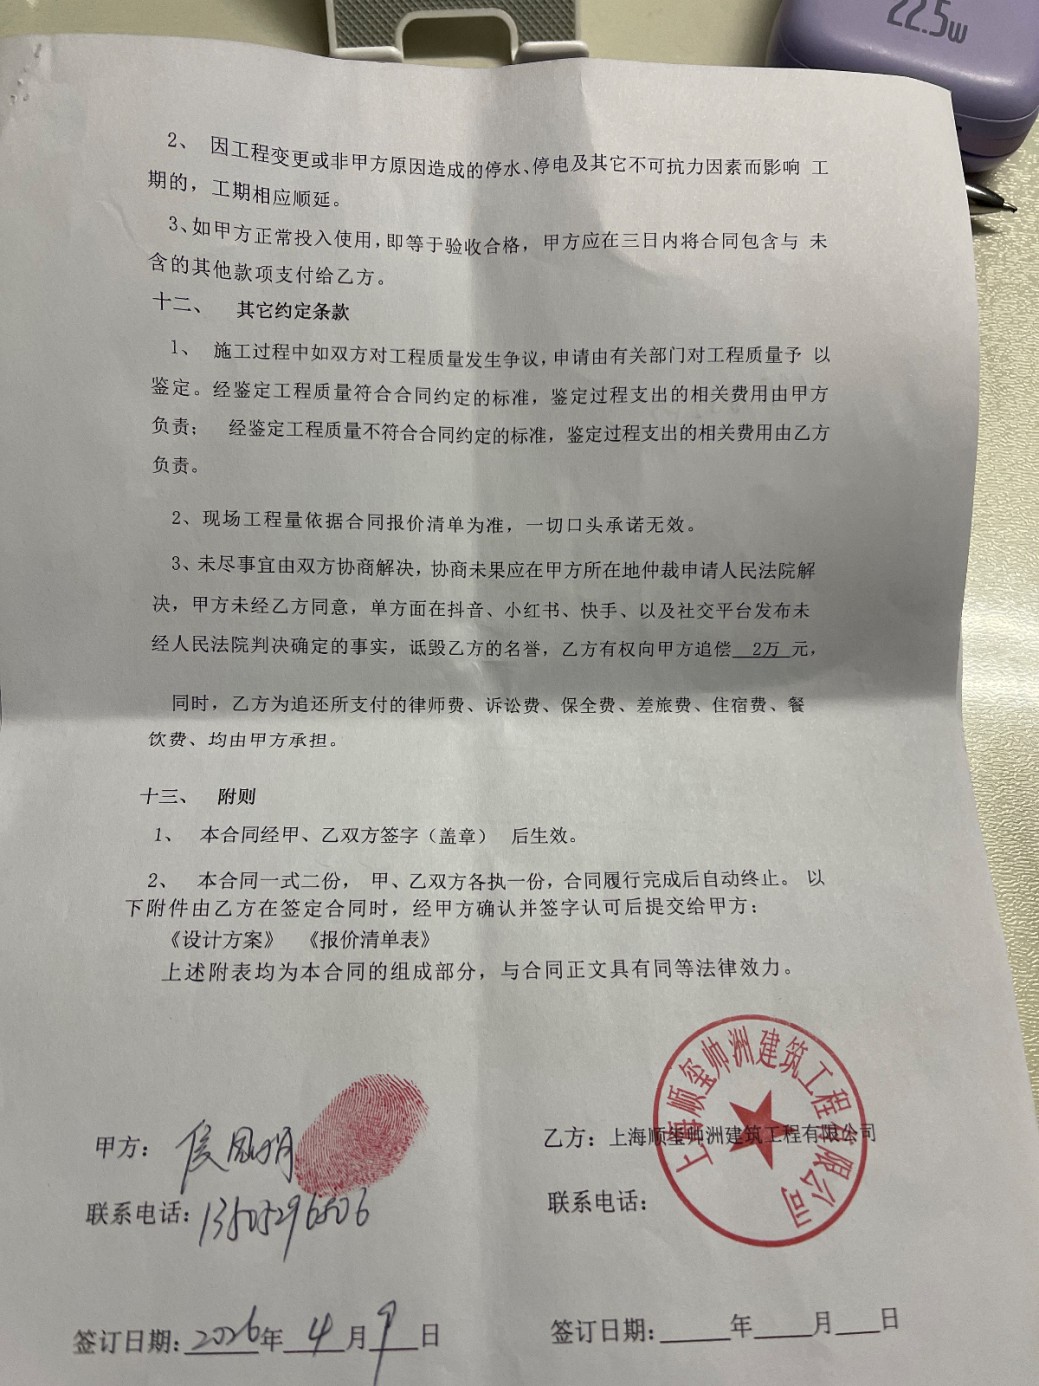 22.5w
2、 因工程变更或非甲方原因造成的停水、停电及其它不可抗力因素而影响 工
期的，工期相应顺延。
3、如甲方正常投入使用，即等于验收合格，甲方应在三日内将合同包含与 未
含的其他款项支付给乙方。
十二、 其它约定条款
1、 施工过程中如双方对工程质量发生争议，申请由有关部门对工程质量予 以
鉴定。经鉴定工程质量符合合同约定的标准，鉴定过程支出的相关费用由甲方
负责； 经鉴定工程质量不符合合同约定的标准，鉴定过程支出的相关费用由乙方
负责。
2、现场工程量依据合同报价清单为准，一切口头承诺无效。
3、未尽事宜由双方协商解决，协商未果应在甲方所在地仲裁申请人民法院解
决，甲方未经乙方同意，单方面在抖音、小红书、快手、以及社交平台发布未
经人民法院判决确定的事实，诋毁乙方的名誉，乙方有权向甲方追偿 2万 元，
同时，乙方为追还所支付的律师费、诉讼费、保全费、差旅费、住宿费、餐
饮费、均由甲方承担。
十三、 附则
1、 本合同经甲、乙双方签字（盖章） 后生效。
2、 本合同一式二份， 甲、乙双方各执一份，合同履行完成后自动终止。 以
下附件由乙方在签定合同时，经甲方确认并签字认可后提交给甲方：
《设计方案》 《报价清单表》
上述附表均为本合同的组成部分，与合同正文具有同等法律效力。
甲方： 侯 乙方：上海顺玺帅洲建筑工程有限公司
上海顺玺帅洲建筑工程有限公司
联系电话：13505296506 联系电话：
签订日期：2026年 4 月 9 日 签订日期：____年____月___日